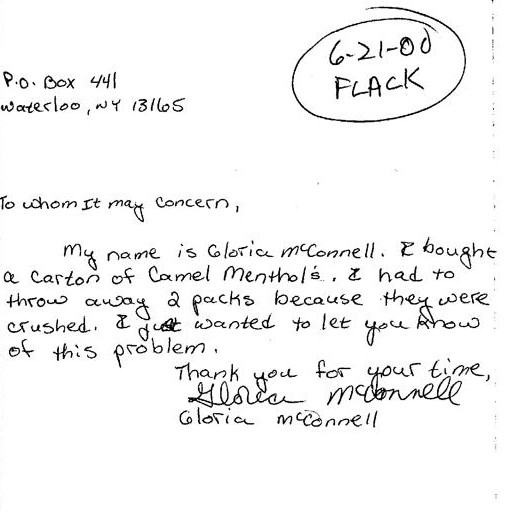 6-21-00
FLACK
P.O. Box 441
Waterloo, NY 13165
To whom It may concern,
My name is Gloria McConnell. I bought
a carton of Camel Menthol's. I had to
throw away 2 packs because they were
crushed. I just wanted to let you know
of this problem.
Thank you for your time,
Gloria McConnell
Gloria McConnell